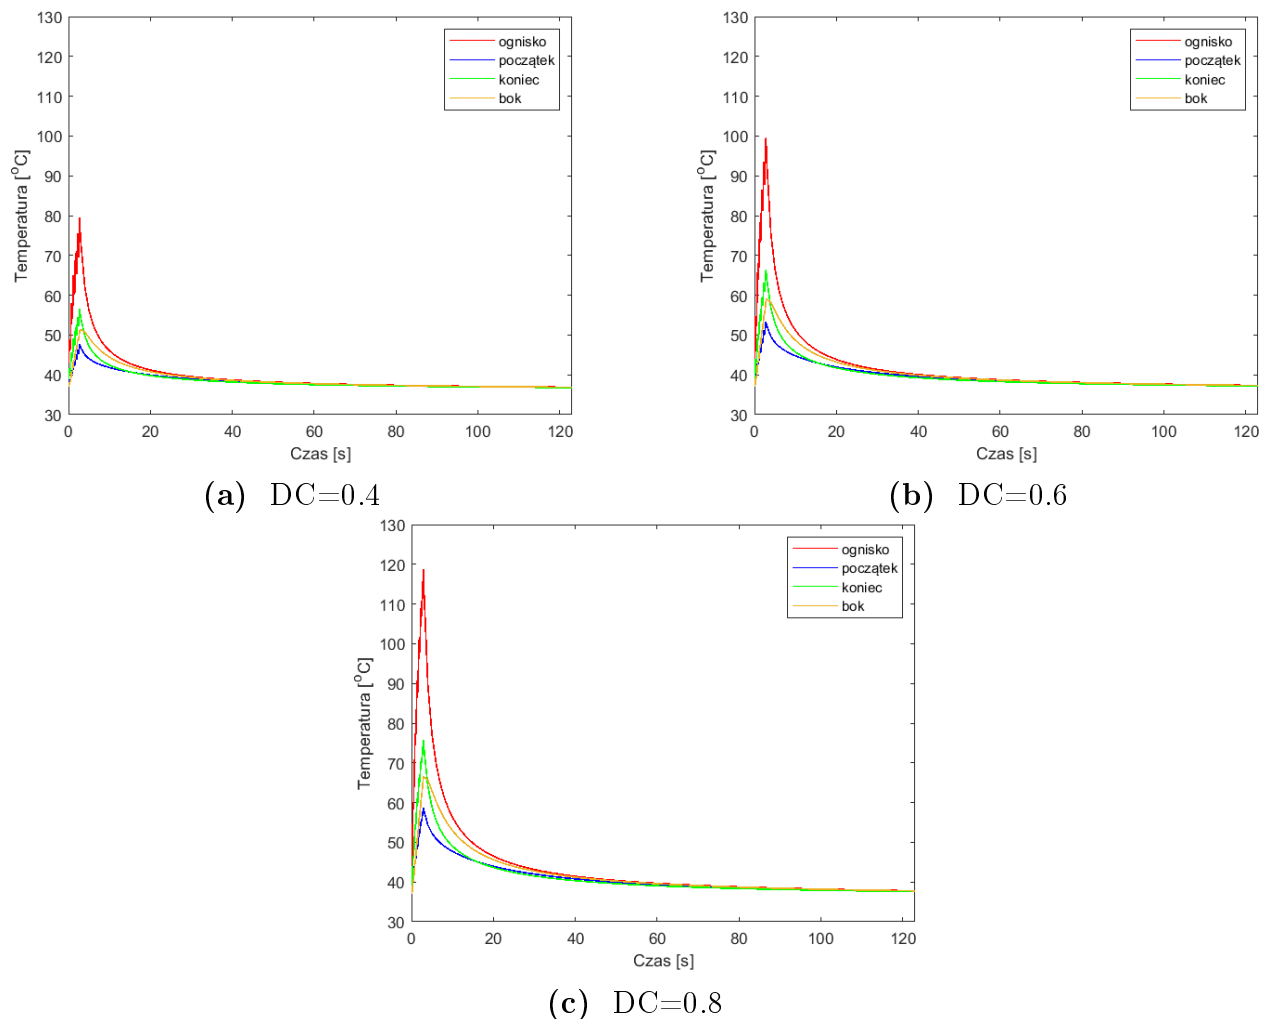 130
120
110
100
90
80
70
60
50
40
30
Temperatura [°C]
0 20 40 60 80 100 120
Czas [s]
ognisko
początek
koniec
bok
(a) DC=0.4
130
120
110
100
90
80
70
60
50
40
30
Temperatura [°C]
0 20 40 60 80 100 120
Czas [s]
ognisko
początek
koniec
bok
(b) DC=0.6
130
120
110
100
90
80
70
60
50
40
30
Temperatura [°C]
0 20 40 60 80 100 120
Czas [s]
ognisko
początek
koniec
bok
(c) DC=0.8